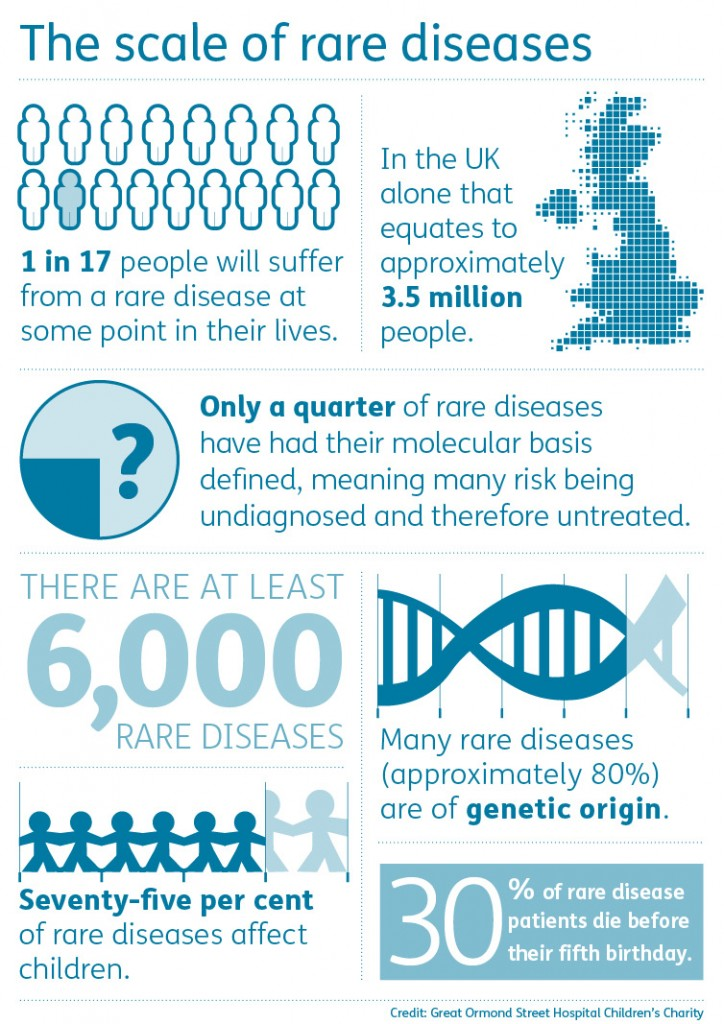 The scale of rare diseases
1 in 17 people will suffer
from a rare disease at
some point in their lives.
In the UK
alone that
equates to
approximately
3.5 million
people.
?
Only a quarter of rare diseases
have had their molecular basis
defined, meaning many risk being
undiagnosed and therefore untreated.
THERE ARE AT LEAST
6,000
RARE DISEASES
Many rare diseases
(approximately 80%)
are of genetic origin.
Seventy-five per cent
of rare diseases affect
children.
30% of rare disease
patients die before
their fifth birthday.
Credit: Great Ormond Street Hospital Children's Charity